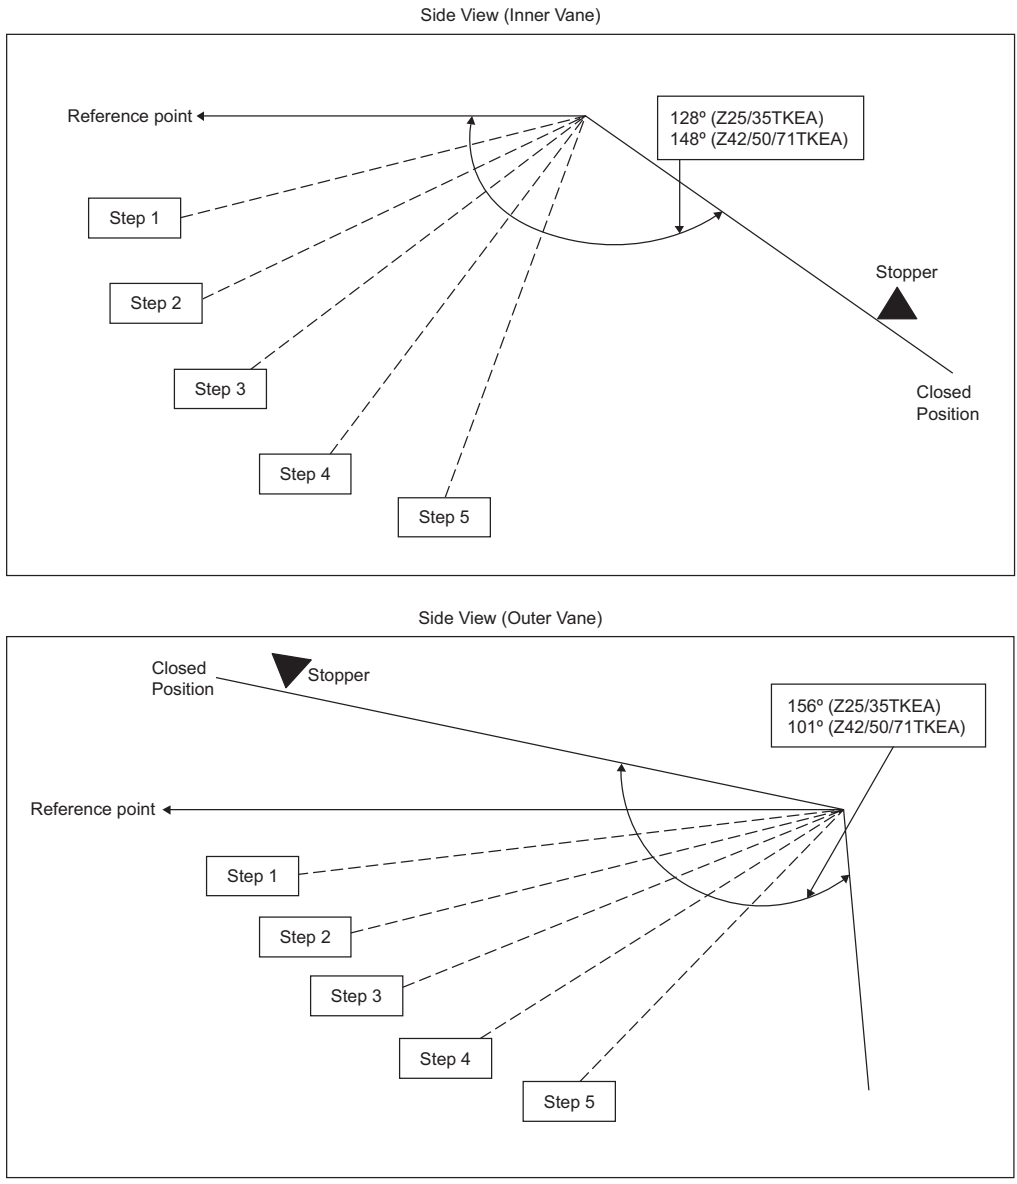 Side View (Inner Vane)
Reference point
128º (Z25/35TKEA)
148º (Z42/50/71TKEA)
Step 1
Step 2
Step 3
Step 4
Step 5
Stopper
Closed
Position
Side View (Outer Vane)
Closed
Position
Stopper
156º (Z25/35TKEA)
101º (Z42/50/71TKEA)
Reference point
Step 1
Step 2
Step 3
Step 4
Step 5